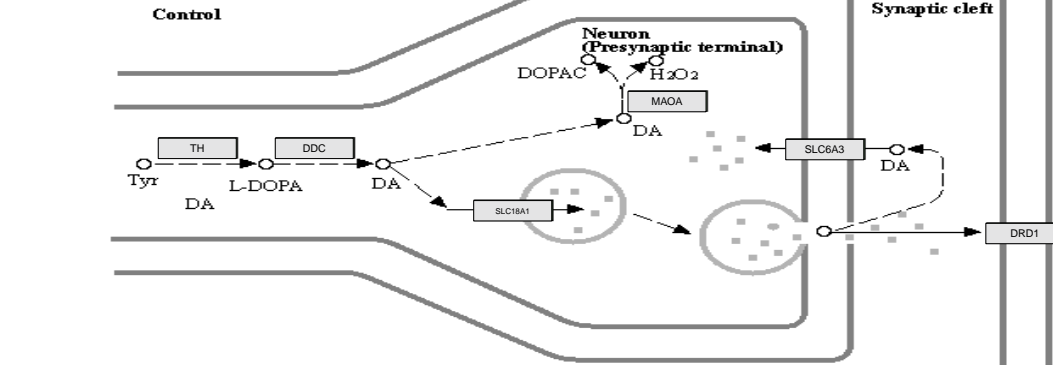 Control
Synaptic cleft
Neuron
(Presynaptic terminal)
DOPAC
H2O2
MAOA
DA
TH
DDC
SLC6A3
Tyr
L-DOPA
DA
DA
DA
SLC18A1
DRD1